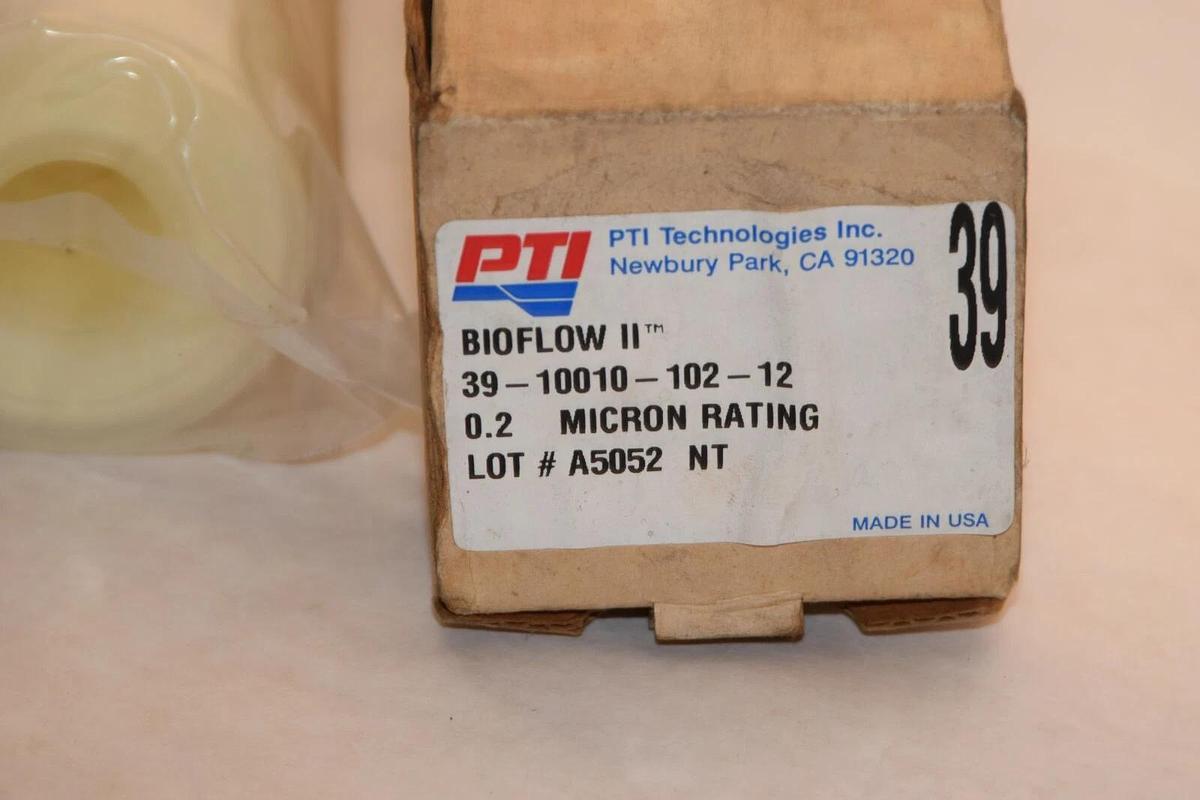 PTI
PTI Technologies Inc.
Newbury Park, CA 91320
39
BIOFLOW II™
39-10010-102-12
0.2 MICRON RATING
LOT # A5052 NT
MADE IN USA